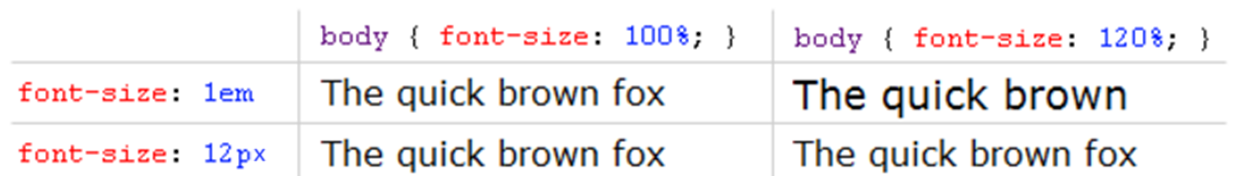 body { font-size: 100%; } body { font-size: 120%; }
font-size: 1em The quick brown fox The quick brown
font-size: 12px The quick brown fox The quick brown fox